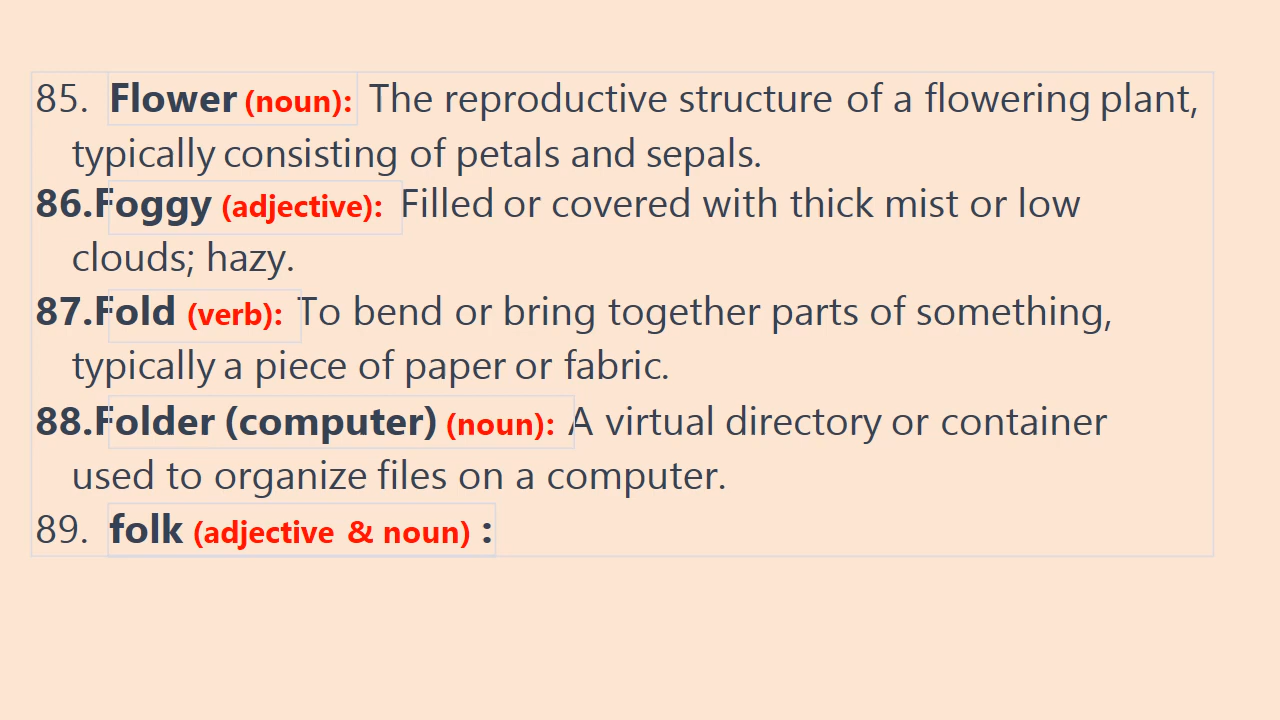 85. Flower (noun): The reproductive structure of a flowering plant,
typically consisting of petals and sepals.
86.Foggy (adjective): Filled or covered with thick mist or low
clouds; hazy.
87.Fold (verb): To bend or bring together parts of something,
typically a piece of paper or fabric.
88.Folder (computer) (noun): A virtual directory or container
used to organize files on a computer.
89. folk (adjective & noun) :